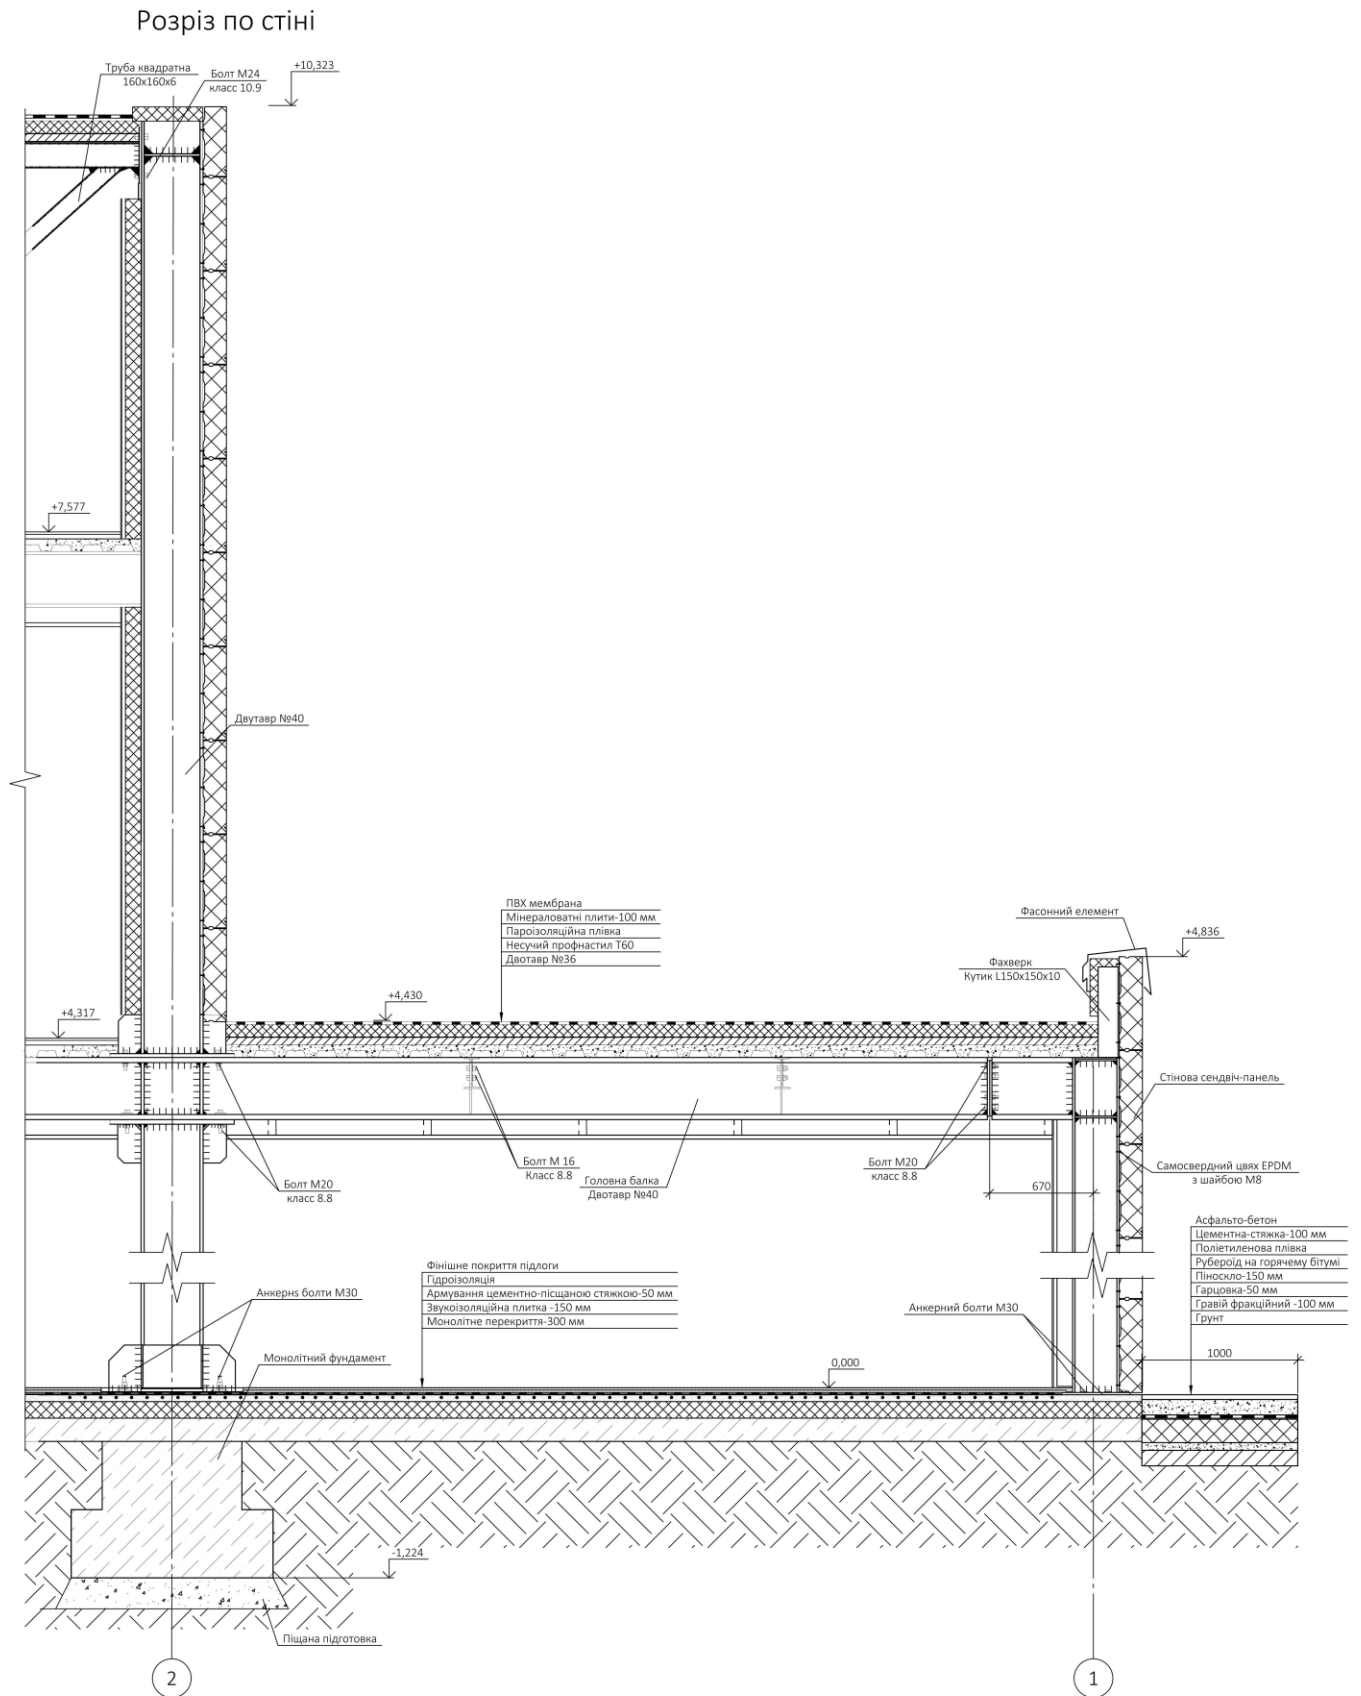 Розріз по стіні
Труба квадратна
160х160х6
Болт М24
класс 10.9
+10,323
+7,577
Двутавр №40
ПВХ мембрана
Мінераловатні плити-100 мм
Пароізоляційна плівка
Несучий профнастил Т60
Двотавр №36
Фасонний елемент
+4,836
Фахверк
Кутик L150х150х10
+4,430
+4,317
Стінова сендвіч-панель
Болт М20
класс 8.8
Болт М 16
Класс 8.8
Головна балка
Двотавр №40
Болт М20
класс 8.8
Самосвердний цвях EPDM
з шайбою М8
670
Асфальто-бетон
Цементна-стяжка-100 мм
Поліетиленова плівка
Рубероїд на горячему бітумі
Піноскло-150 мм
Гарцовка-50 мм
Гравій фракційний -100 мм
Грунт
Фінішне покриття підлоги
Гідроізоляція
Армування цементно-пісщаною стяжкою-50 мм
Звукоізоляційна плитка -150 мм
Монолітне перекриття-300 мм
Анкернs болти М30
Анкерний болти М30
Монолітний фундамент
0,000
1000
-1,224
Піщана підготовка
2
1